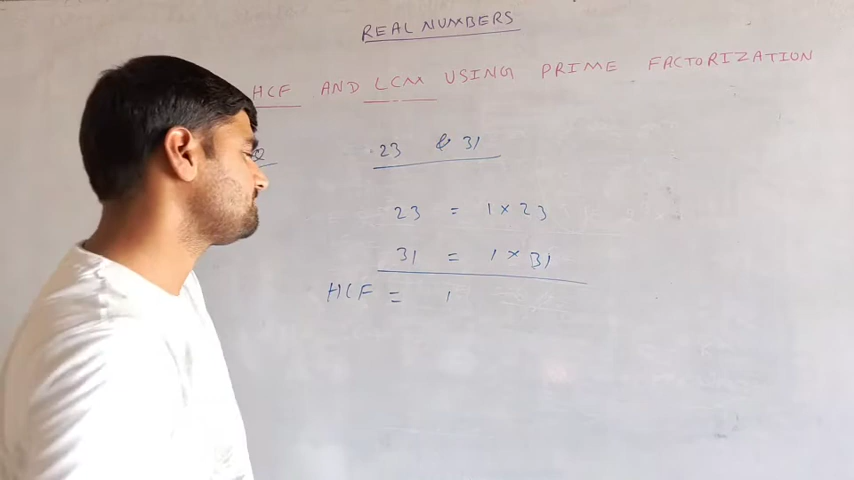 REAL NUMBERS
HCF AND LCM USING PRIME FACTORIZATION
23 & 31
23 = 1 × 23
31 = 1 × 31
HCF = 1